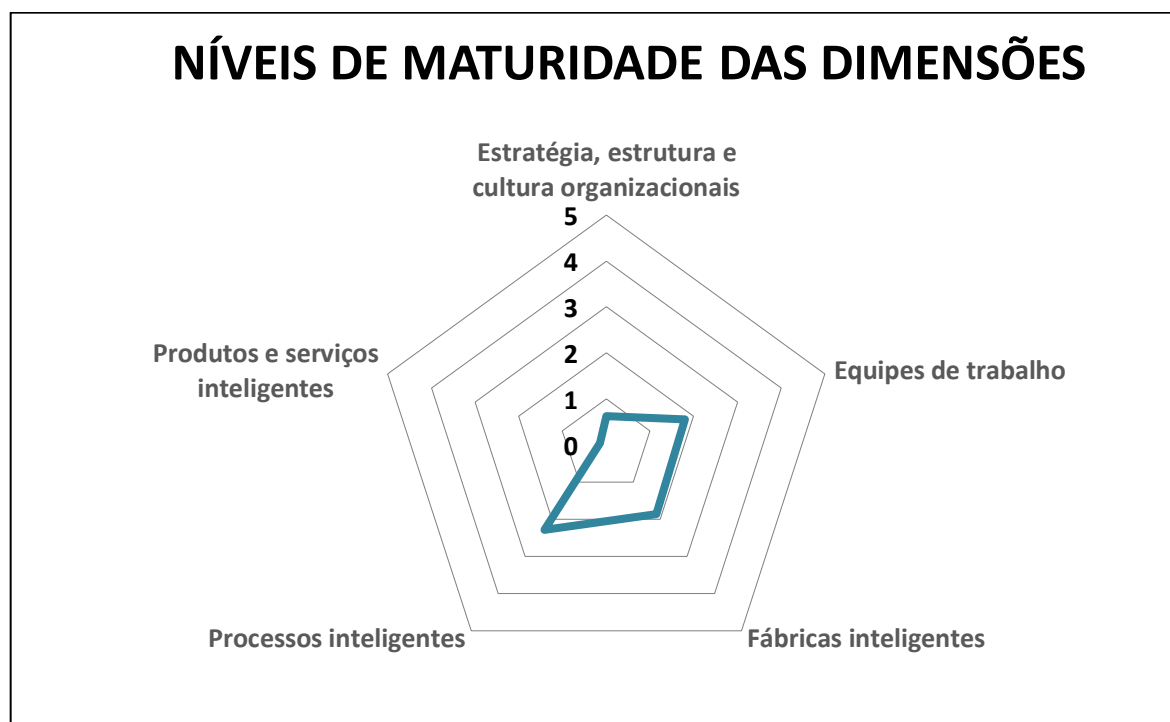 NÍVEIS DE MATURIDADE DAS DIMENSÕES
Estratégia, estrutura e
cultura organizacionais
5
4
3
2
1
0
Produtos e serviços
inteligentes
Equipes de trabalho
Processos inteligentes
Fábricas inteligentes